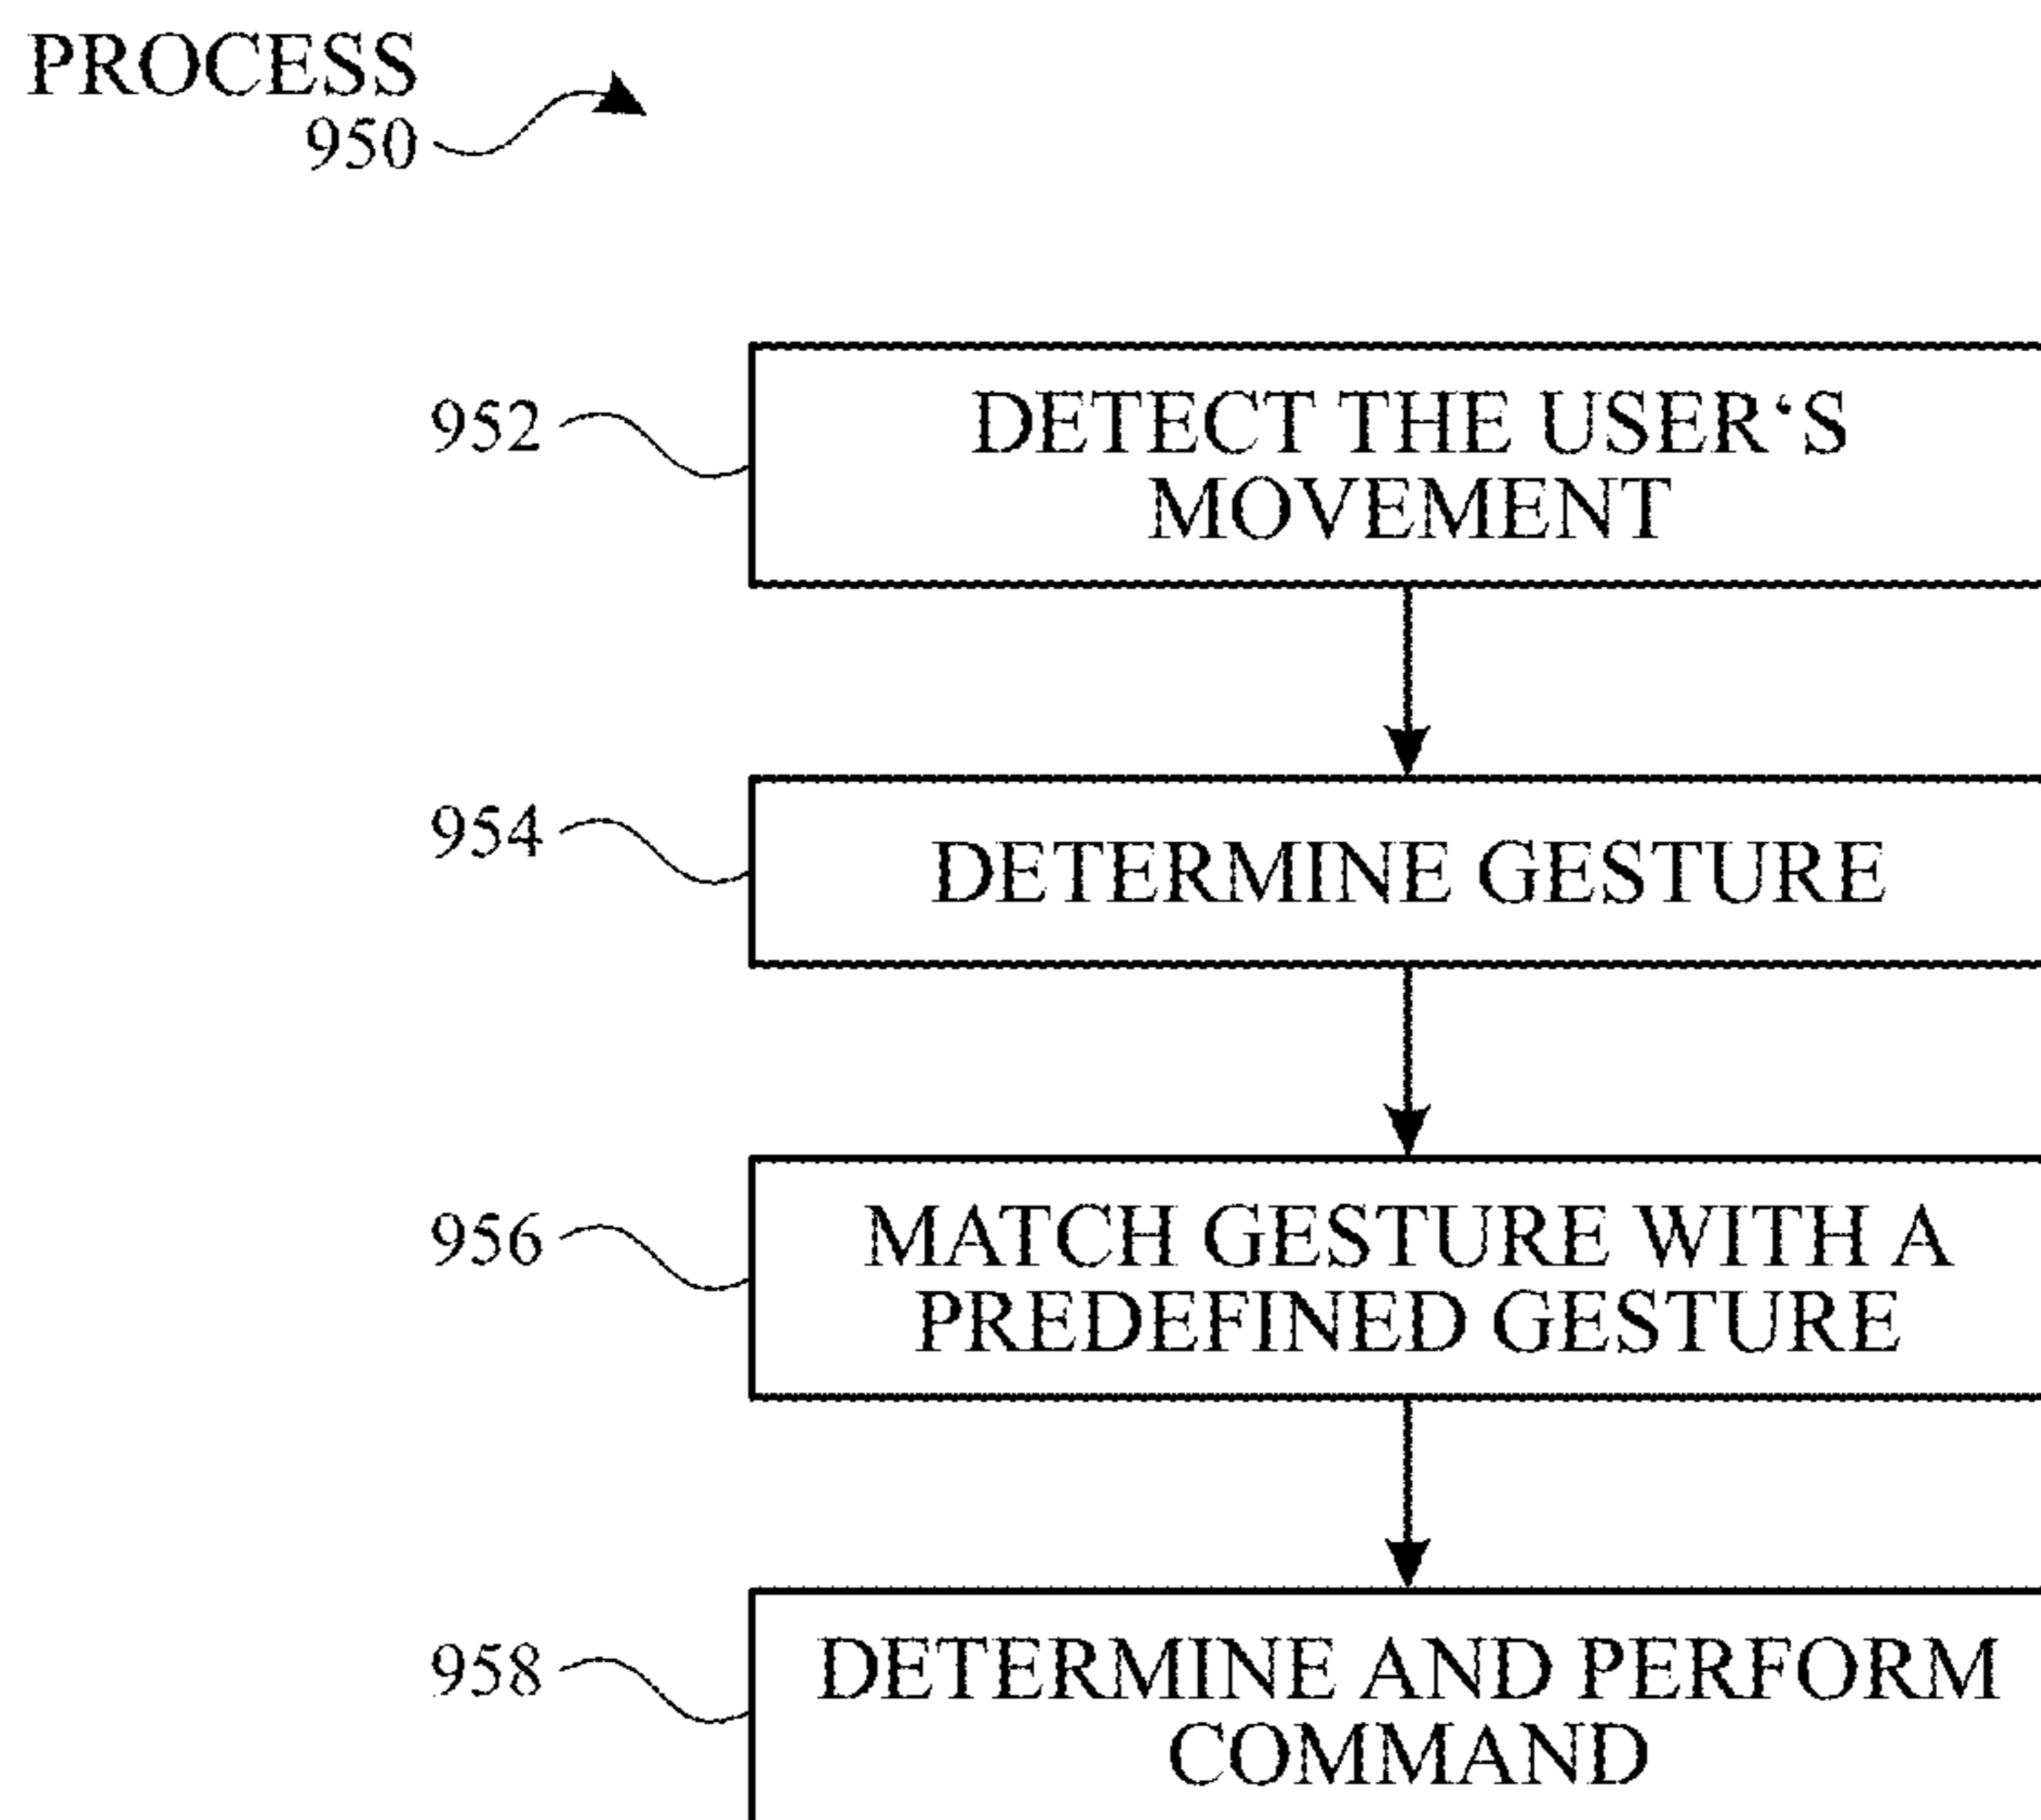 PROCESS
950
952
DETECT THE USER‘S
MOVEMENT
954
DETERMINE GESTURE
956
MATCH GESTURE WITH A
PREDEFINED GESTURE
958
DETERMINE AND PERFORM
COMMAND